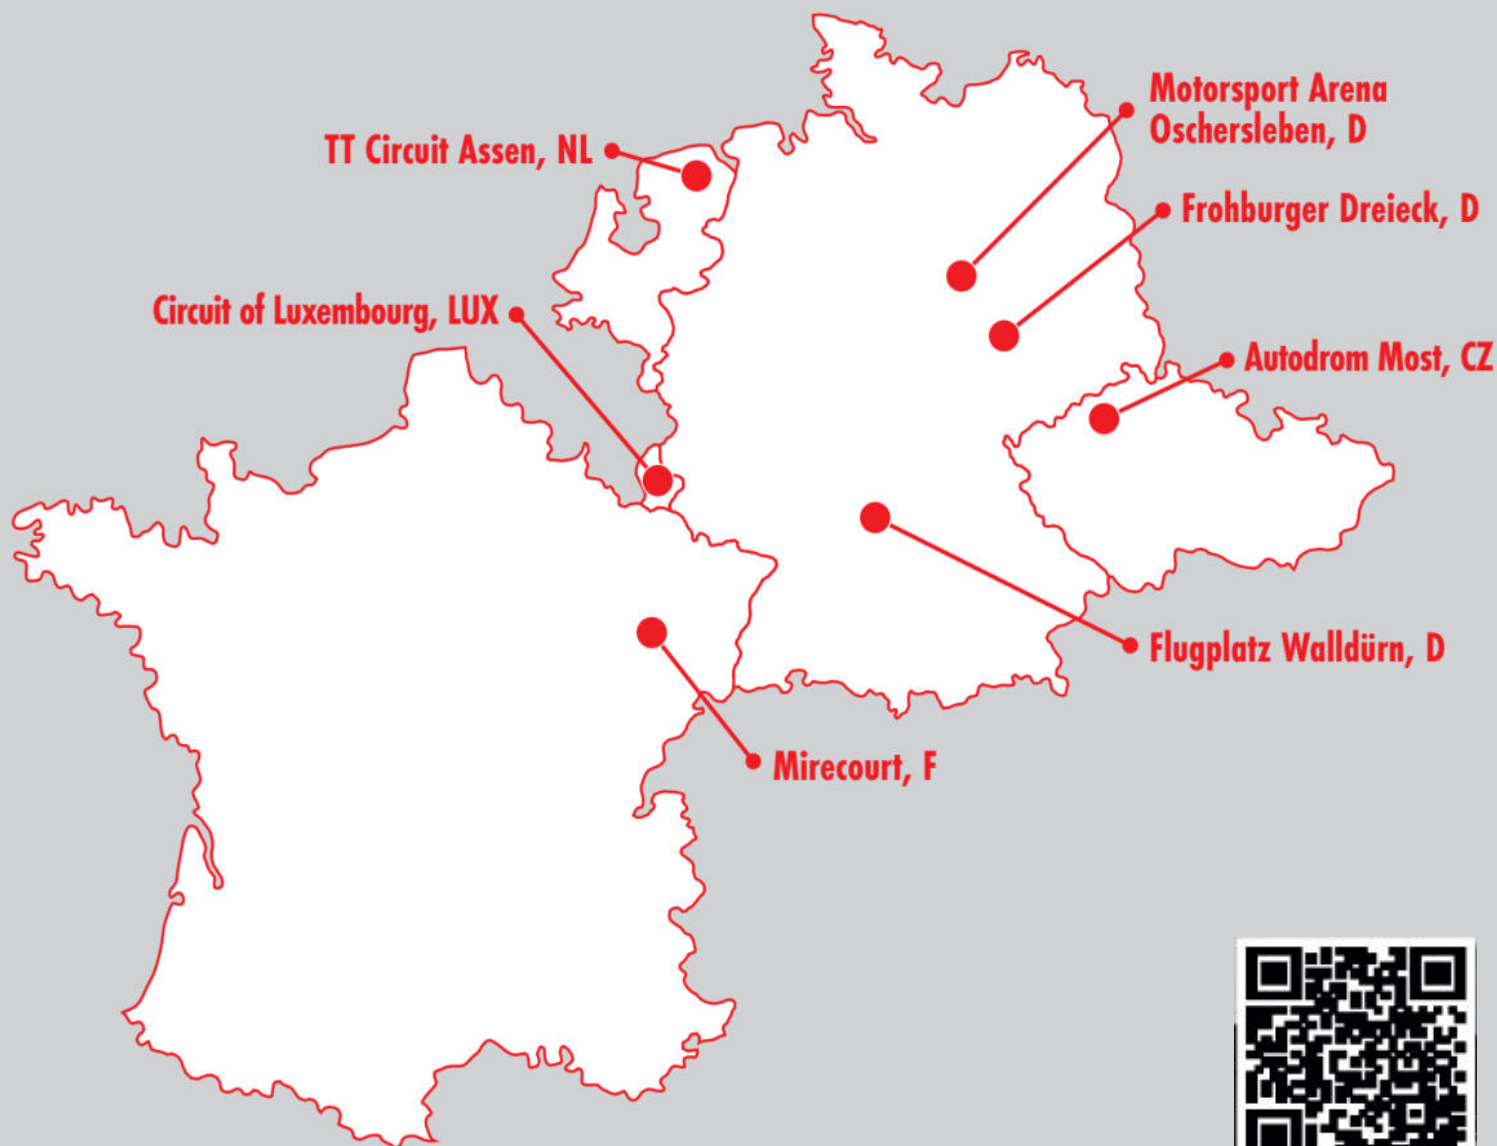 Motorsport Arena
Oschersleben, D
TT Circuit Assen, NL
Frohburger Dreieck, D
Circuit of Luxembourg, LUX
Autodrom Most, CZ
Flugplatz Walldürn, D
Mirecourt, F